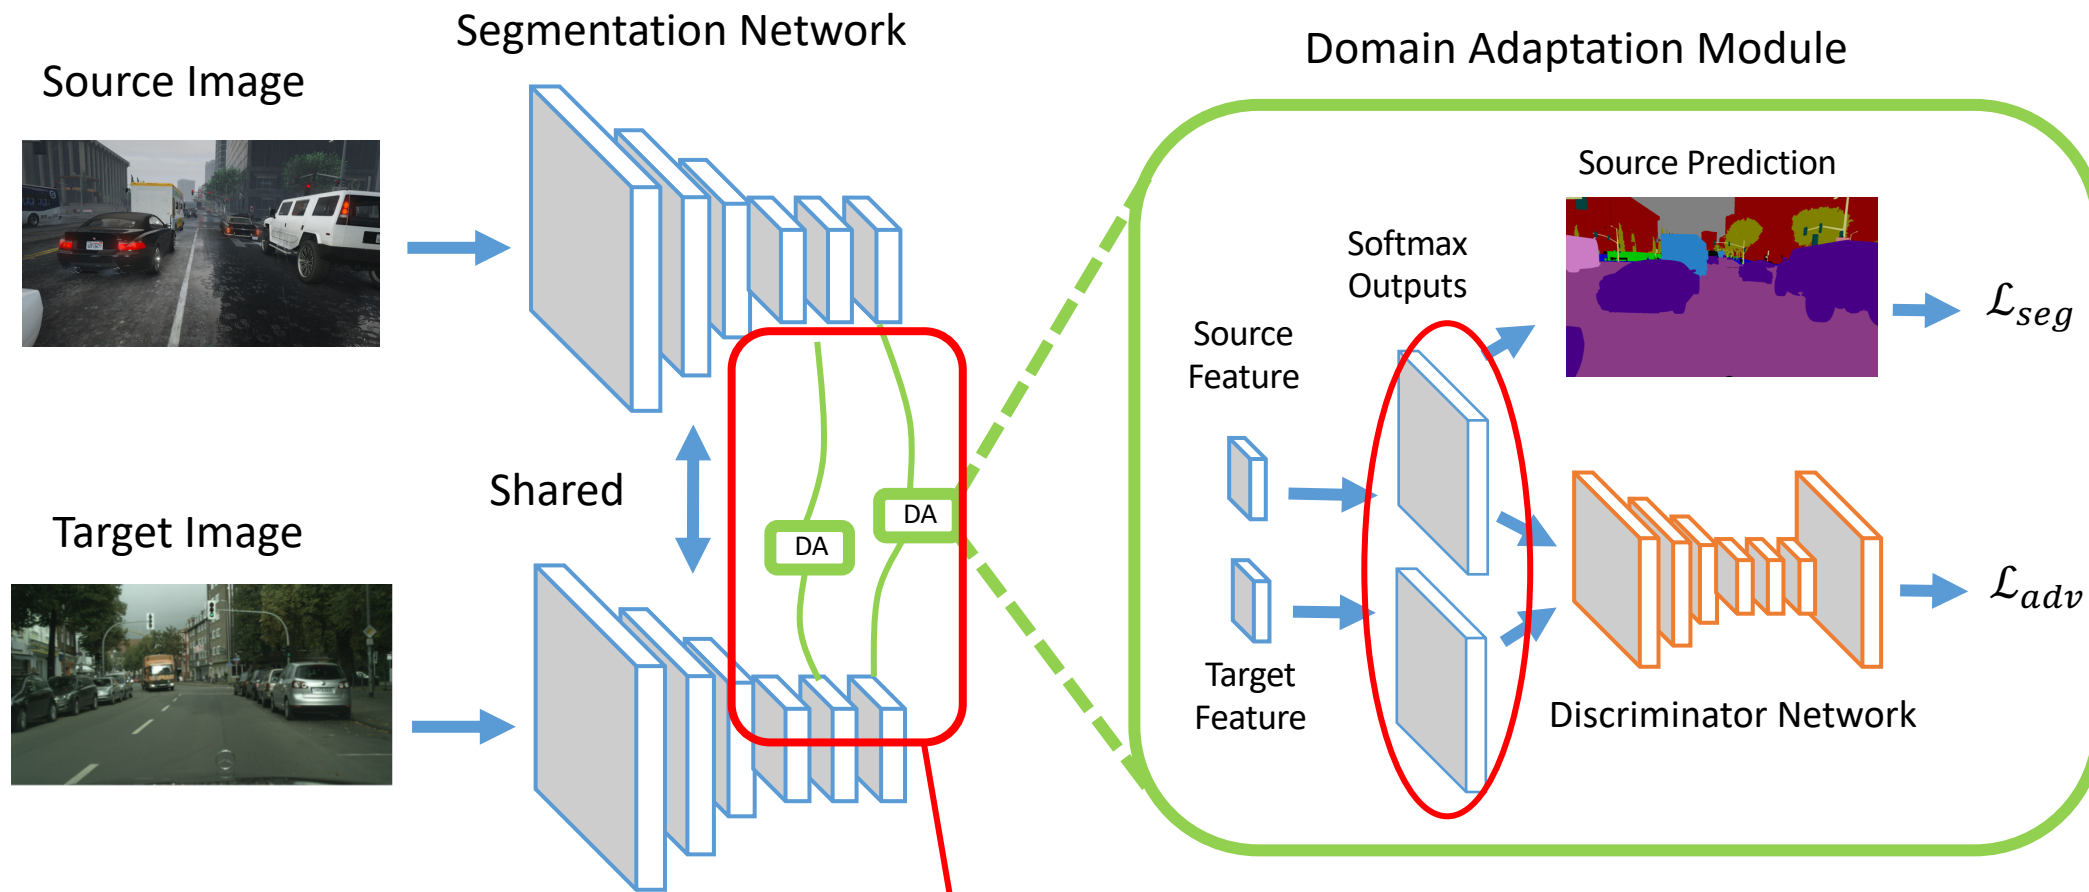 Segmentation Network
Domain Adaptation Module
Source Image
Source Prediction
Softmax
Outputs
ℒ𝑠𝑒𝑔
Source
Feature
Shared
DA
DA
Target Image
ℒ𝑎𝑑𝑣
Target
Feature
Discriminator Network